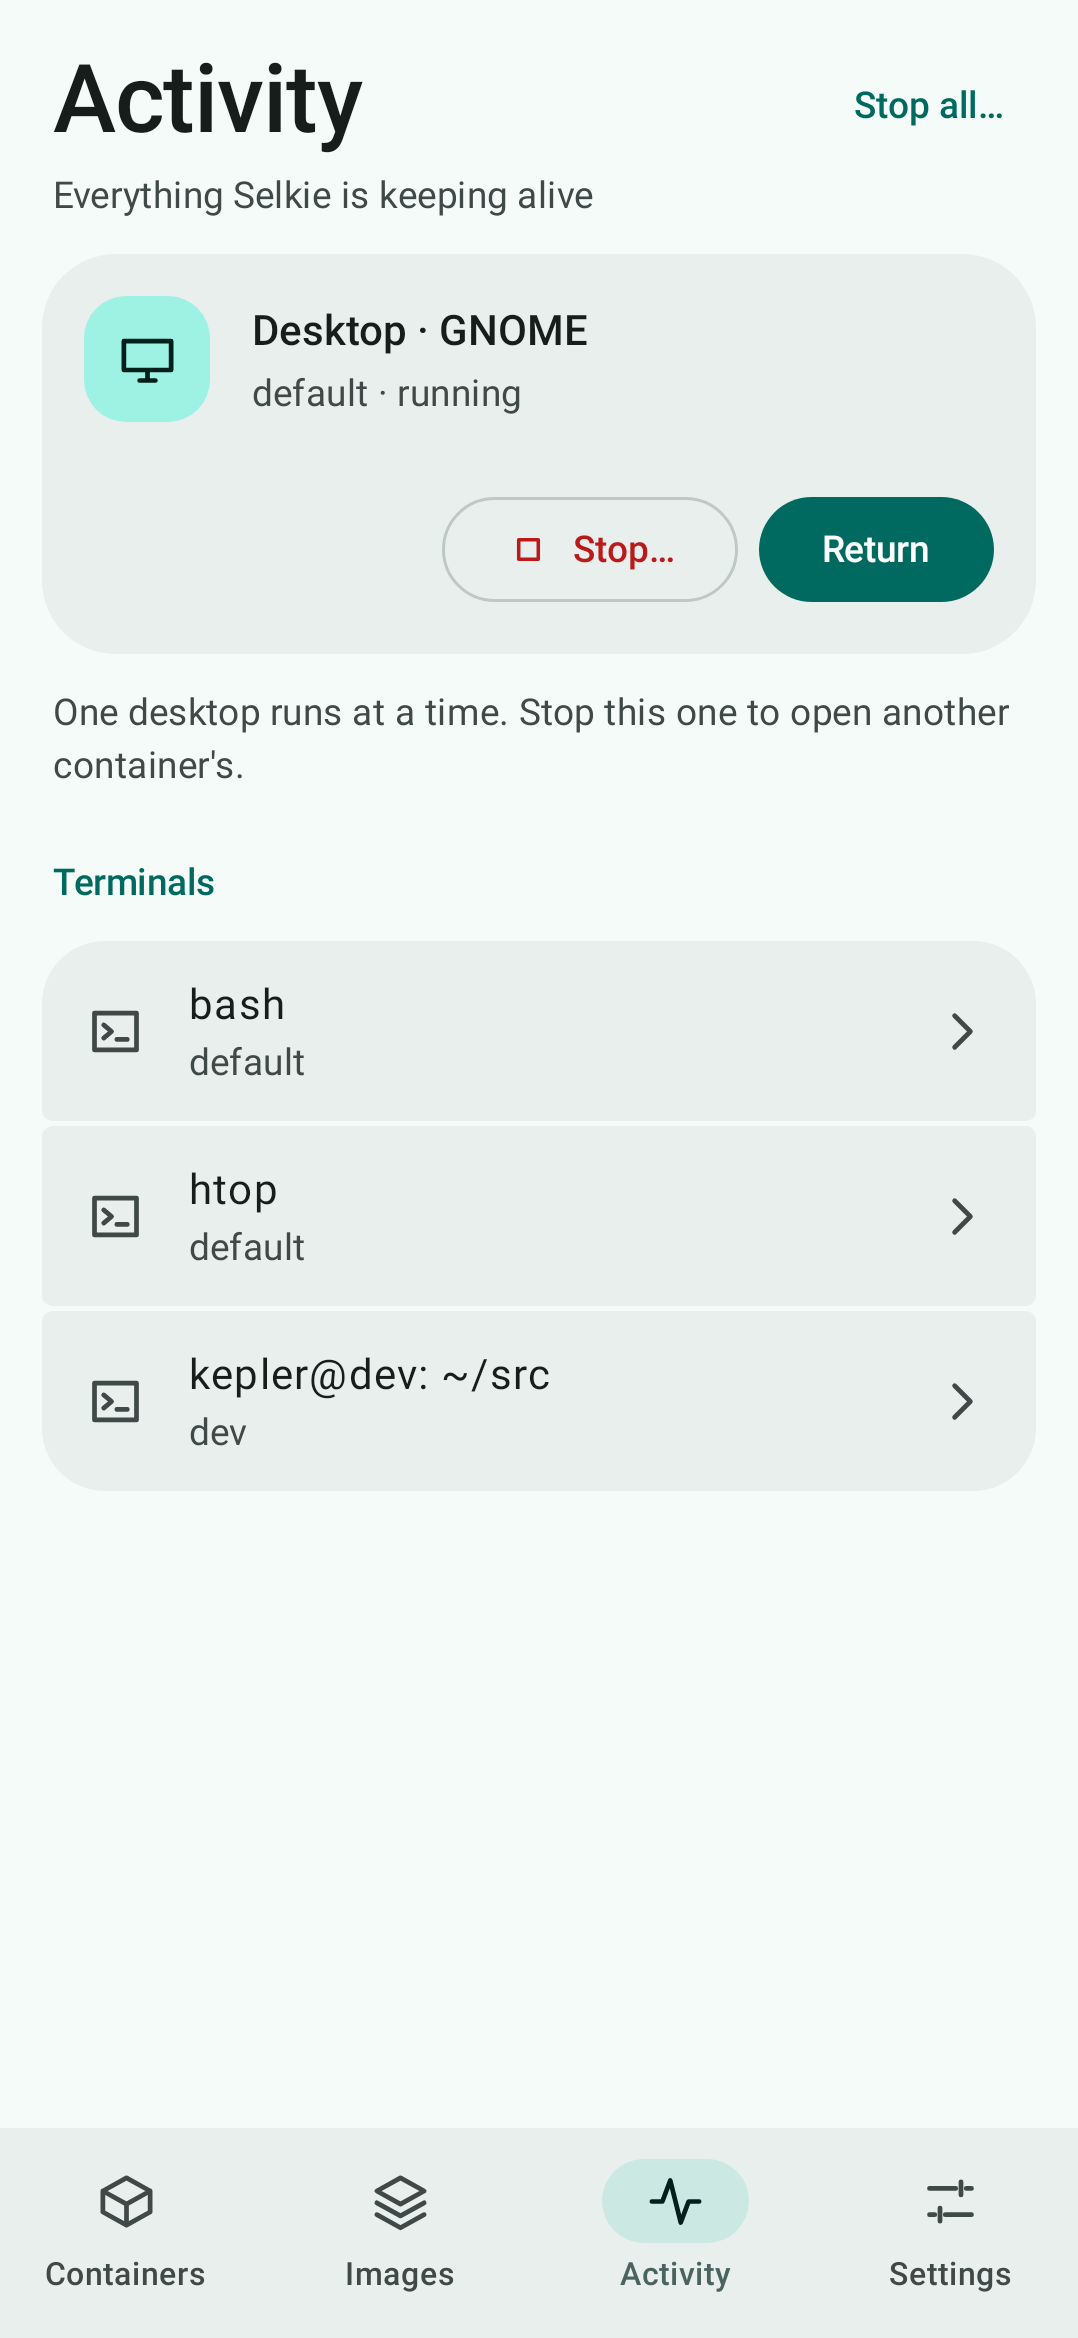 Activity
Stop all…
Everything Selkie is keeping alive
Desktop · GNOME
default · running
Stop…
Return
One desktop runs at a time. Stop this one to open another
container's.
Terminals
bash
default
htop
default
kepler@dev: ~/src
dev
Containers
Images
Activity
Settings